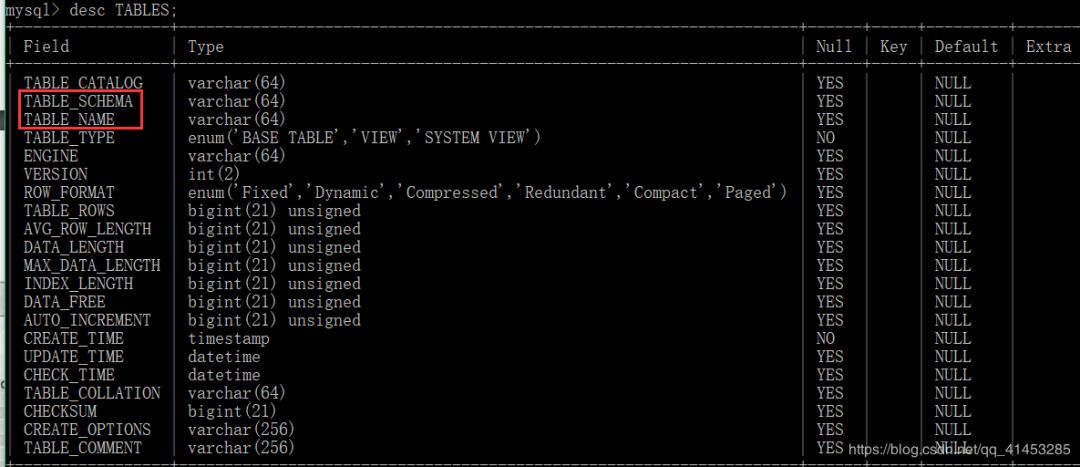 mysql> desc TABLES;
Field Type Null Key Default Extra
TABLE_CATALOG varchar(64) YES NULL
TABLE_SCHEMA varchar(64) YES NULL
TABLE_NAME varchar(64) YES NULL
TABLE_TYPE enum('BASE TABLE','VIEW','SYSTEM VIEW') NO NULL
ENGINE varchar(64) YES NULL
VERSION int(2) YES NULL
ROW_FORMAT enum('Fixed','Dynamic','Compressed','Redundant','Compact','Paged') YES NULL
TABLE_ROWS bigint(21) unsigned YES NULL
AVG_ROW_LENGTH bigint(21) unsigned YES NULL
DATA_LENGTH bigint(21) unsigned YES NULL
MAX_DATA_LENGTH bigint(21) unsigned YES NULL
INDEX_LENGTH bigint(21) unsigned YES NULL
DATA_FREE bigint(21) unsigned YES NULL
AUTO_INCREMENT bigint(21) unsigned YES NULL
CREATE_TIME timestamp NO NULL
UPDATE_TIME datetime YES NULL
CHECK_TIME datetime YES NULL
TABLE_COLLATION varchar(64) YES NULL
CHECKSUM bigint(21) YES NULL
CREATE_OPTIONS varchar(256) YES NULL
TABLE_COMMENT varchar(256) YES NULL
https://blog.csdn.net/qq_41453285